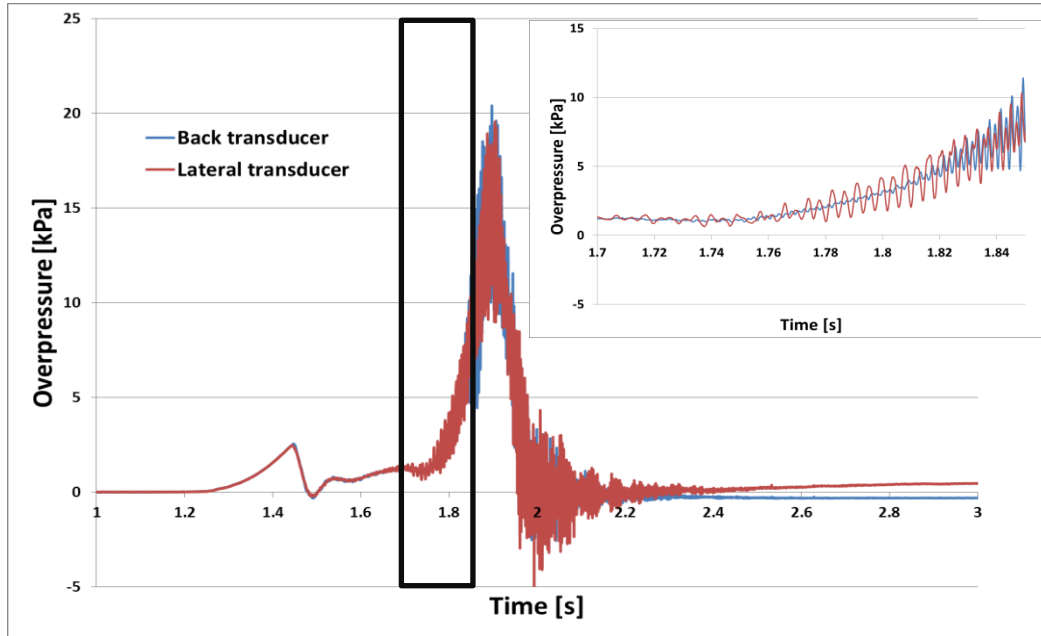 25
20
15
10
5
0
-5
Overpressure [kPa]
Back transducer
Lateral transducer
1 1.2 1.4 1.6 1.8 2 2.2 2.4 2.6 2.8 3
Time [s]
15
10
5
0
-5
Overpressure [kPa]
1.7 1.72 1.74 1.76 1.78 1.8 1.82 1.84
Time [s]